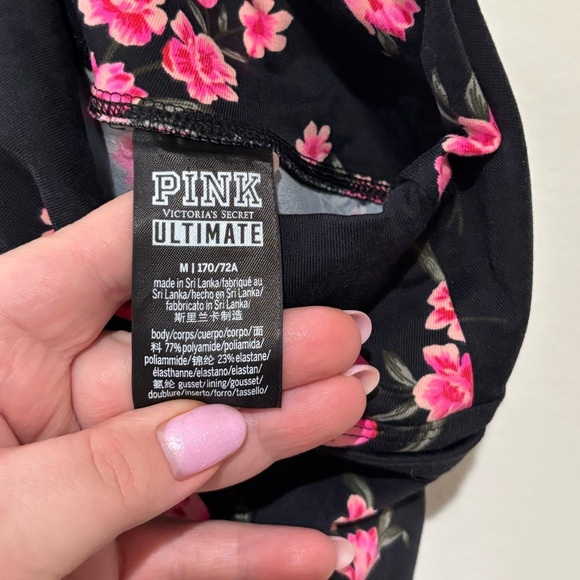 PINK
VICTORIA'S SECRET
ULTIMATE
M | 170/72A
made in Sri Lanka/fabriqué au
Sri Lanka/hecho en Sri Lanka/
fabbricato in Sri Lanka/
斯里兰卡制造
body/corps/cuerpo/corpo/面
料 77% polyamide/poliamida/
poliammide/锦纶 23% elastane/
élasthanne/elastano/elastan/
氨纶 gusset/lining/gousset/
doublure/inserto/forro/tassello/